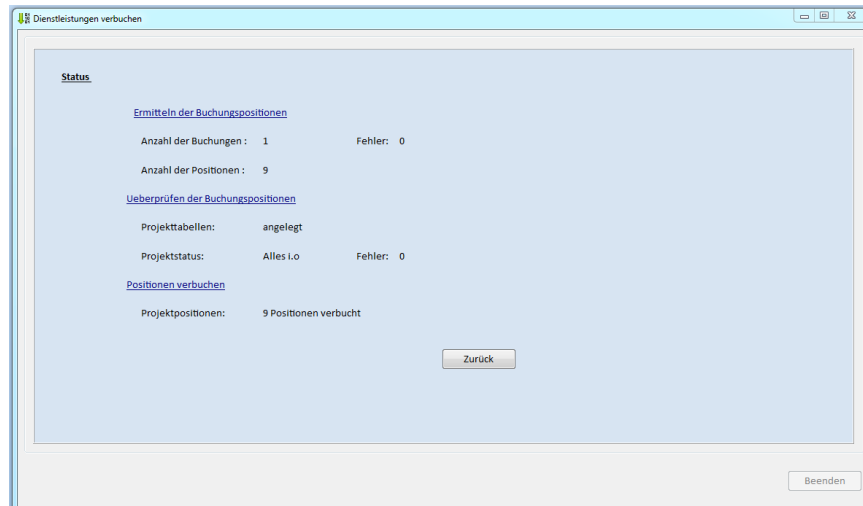 Dienstleistungen verbuchen
Status
Ermitteln der Buchungspositionen
Anzahl der Buchungen : 1 Fehler: 0
Anzahl der Positionen : 9
Ueberprüfen der Buchungspositionen
Projekttabellen: angelegt
Projektstatus: Alles i.o Fehler: 0
Positionen verbuchen
Projektpositionen: 9 Positionen verbucht
Zurück
Beenden